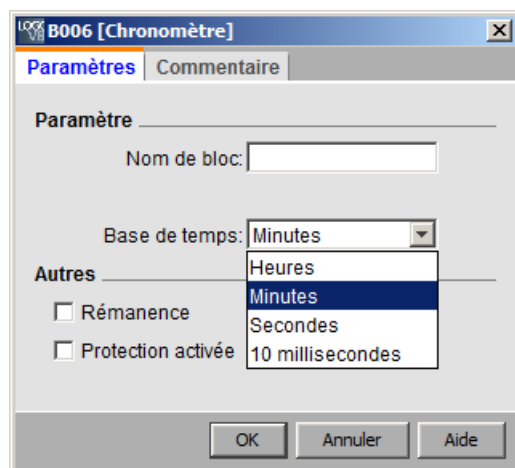 B006 [Chronomètre]
Paramètres Commentaire
Paramètre
Nom de bloc:
Base de temps: Minutes
Heures
Autres
Minutes
Rémanence
Secondes
Protection activée
10 millisecondes
OK Annuler Aide